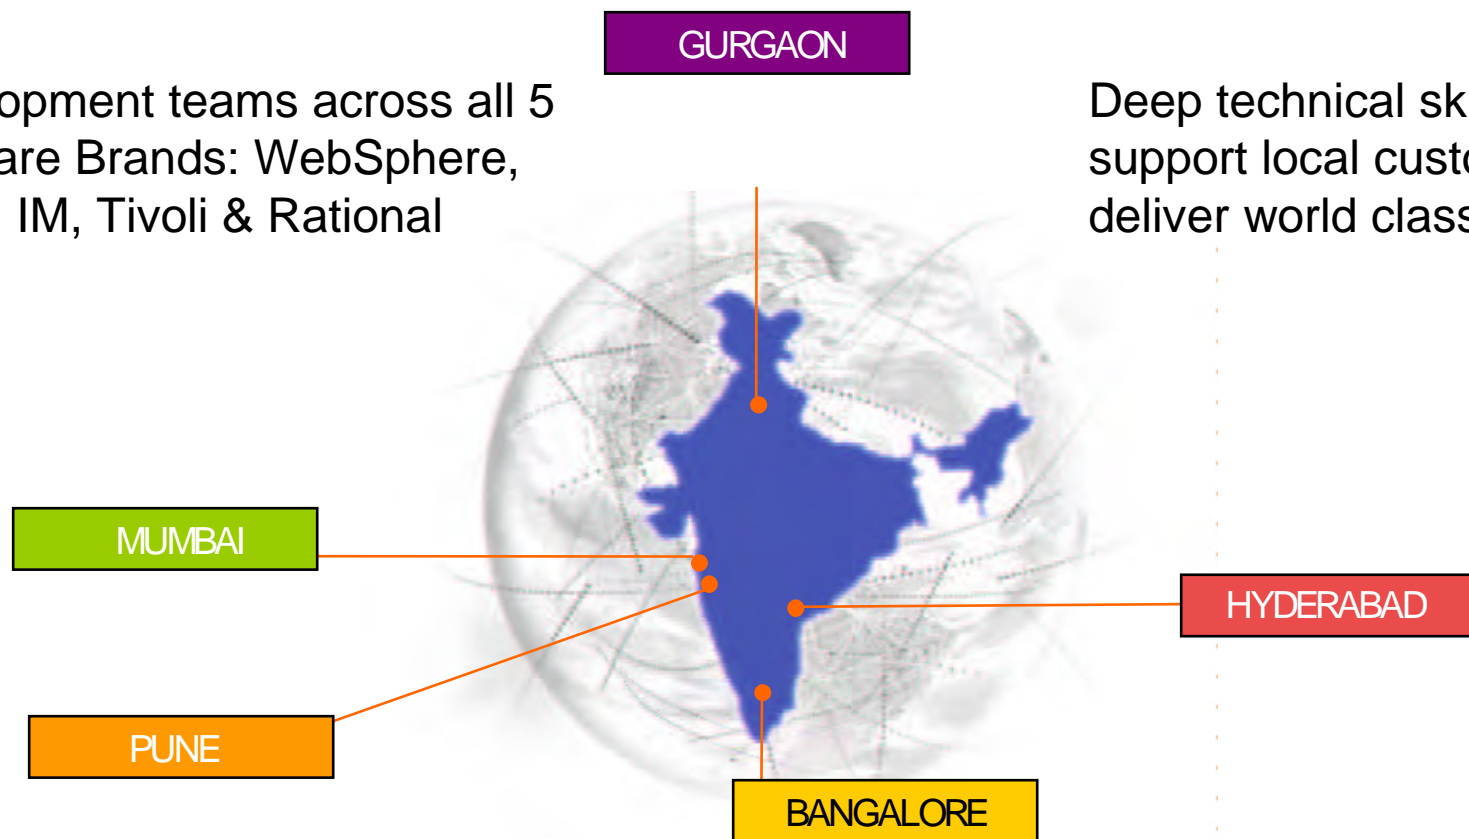 GURGAON
opment teams across all 5
are Brands: WebSphere,
IM, Tivoli & Rational
Deep technical sk
support local custo
deliver world class
MUMBAI
HYDERABAD
PUNE
BANGALORE